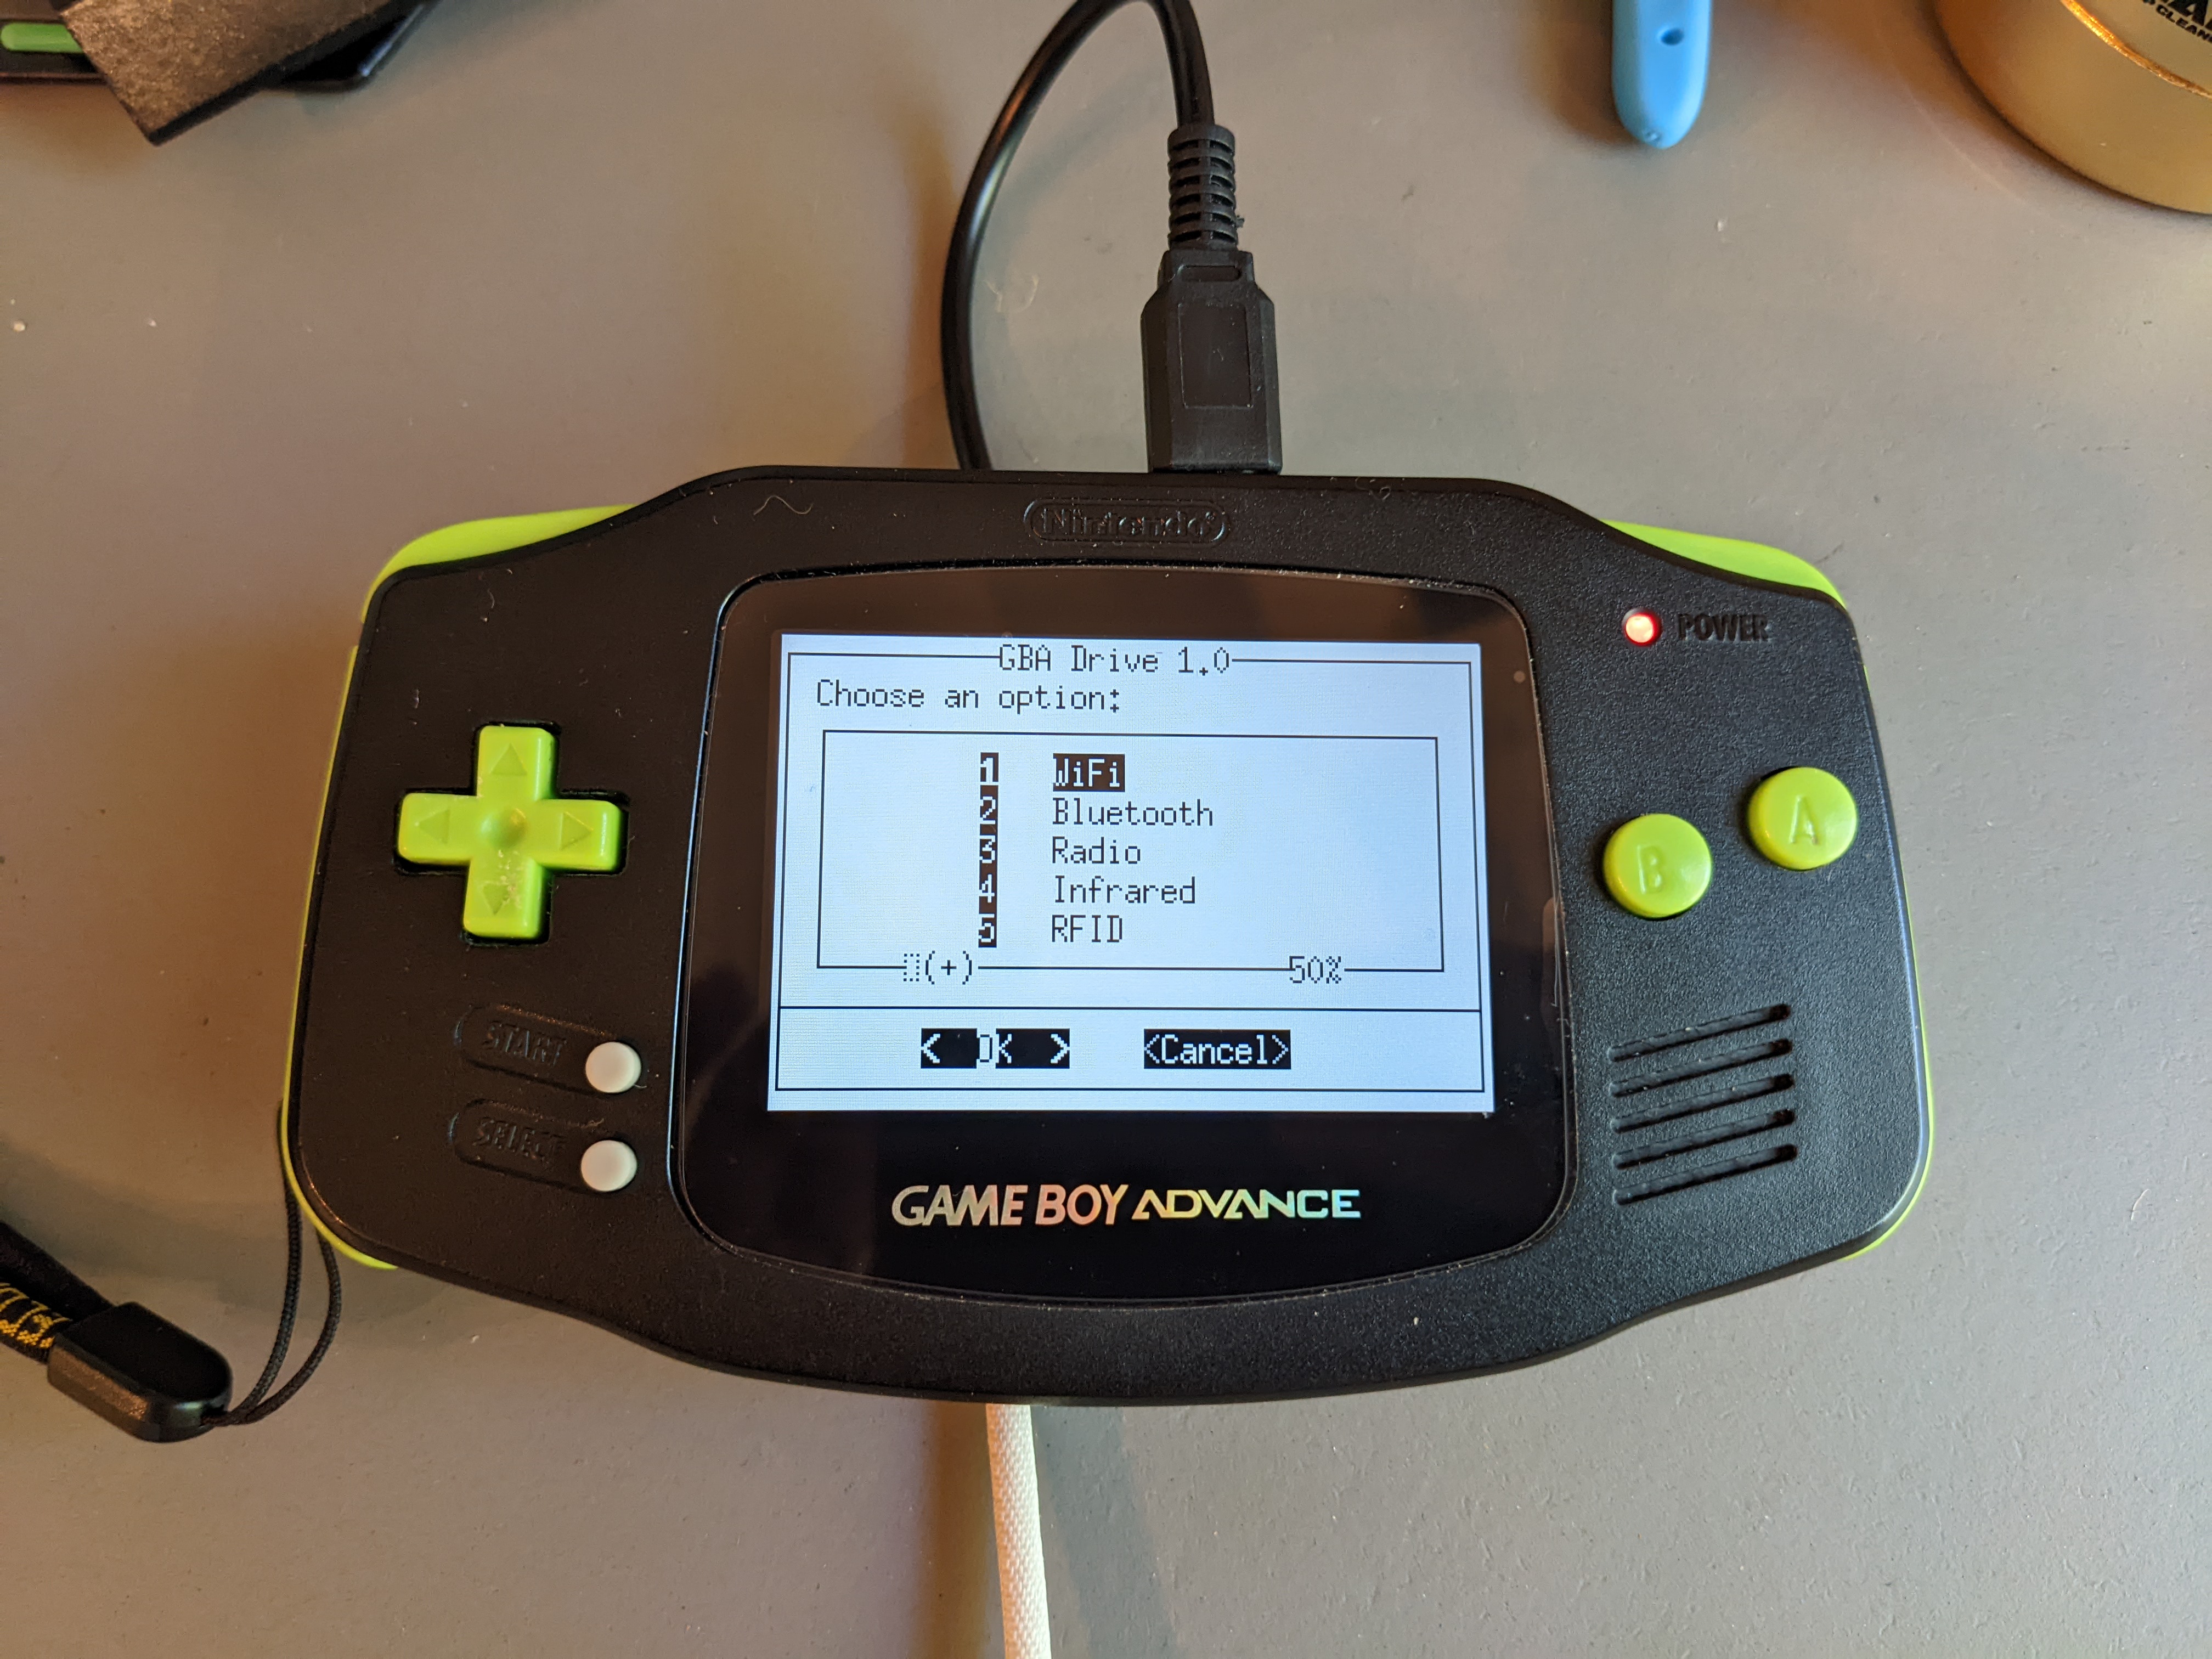 CLEAN
Nintendo
POWER
GBA Drive 1.0
Choose an option:
1 WiFi
2 Bluetooth
3 Radio
4 Infrared
5 RFID
(+) 50%
< OK > <Cancel>
A
B
START
SELECT
GAME BOY ADVANCE